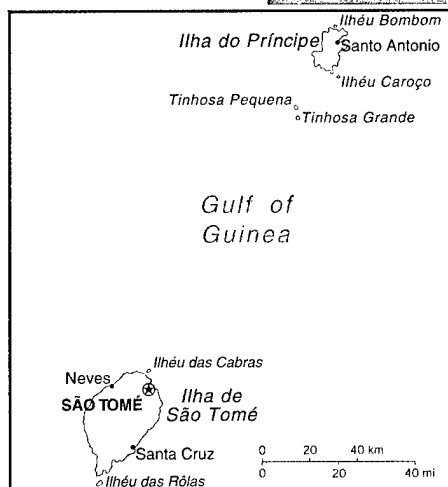 Ilhéu Bombom
Ilha do Príncipe
Santo Antonio
Ilhéu Caroço
Tinhosa Pequena
Tinhosa Grande
Gulf of
Guinea
Ilhéu das Cabras
Neves
SÃO TOMÉ
Ilha de
São Tomé
Santa Cruz
Ilhéu das Rôlas
0 20 40 km
0 20 40 mi